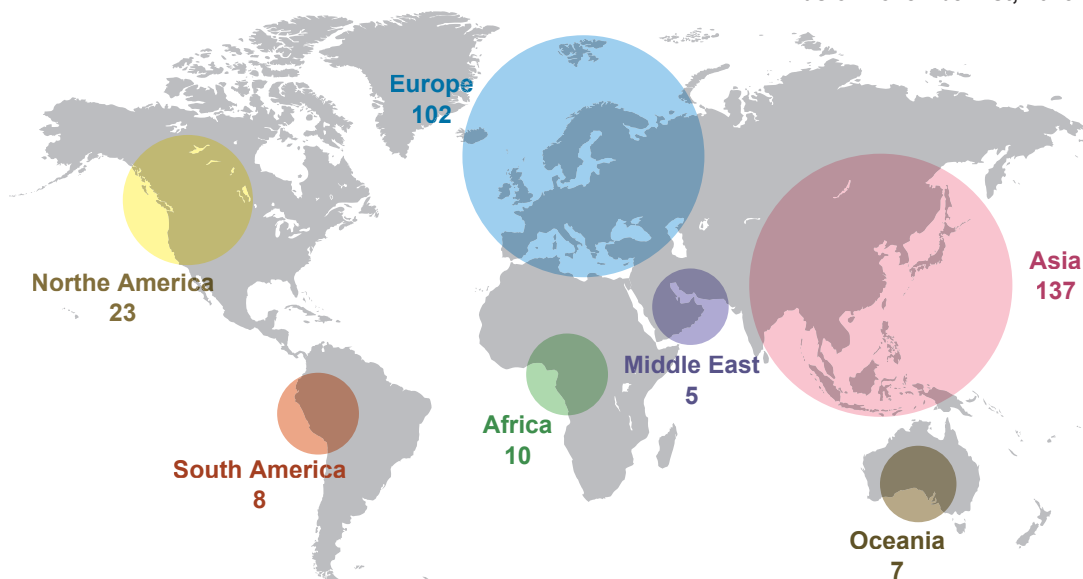 Europe
102
Northe America
23
Asia
137
Middle East
5
Africa
10
South America
8
Oceania
7